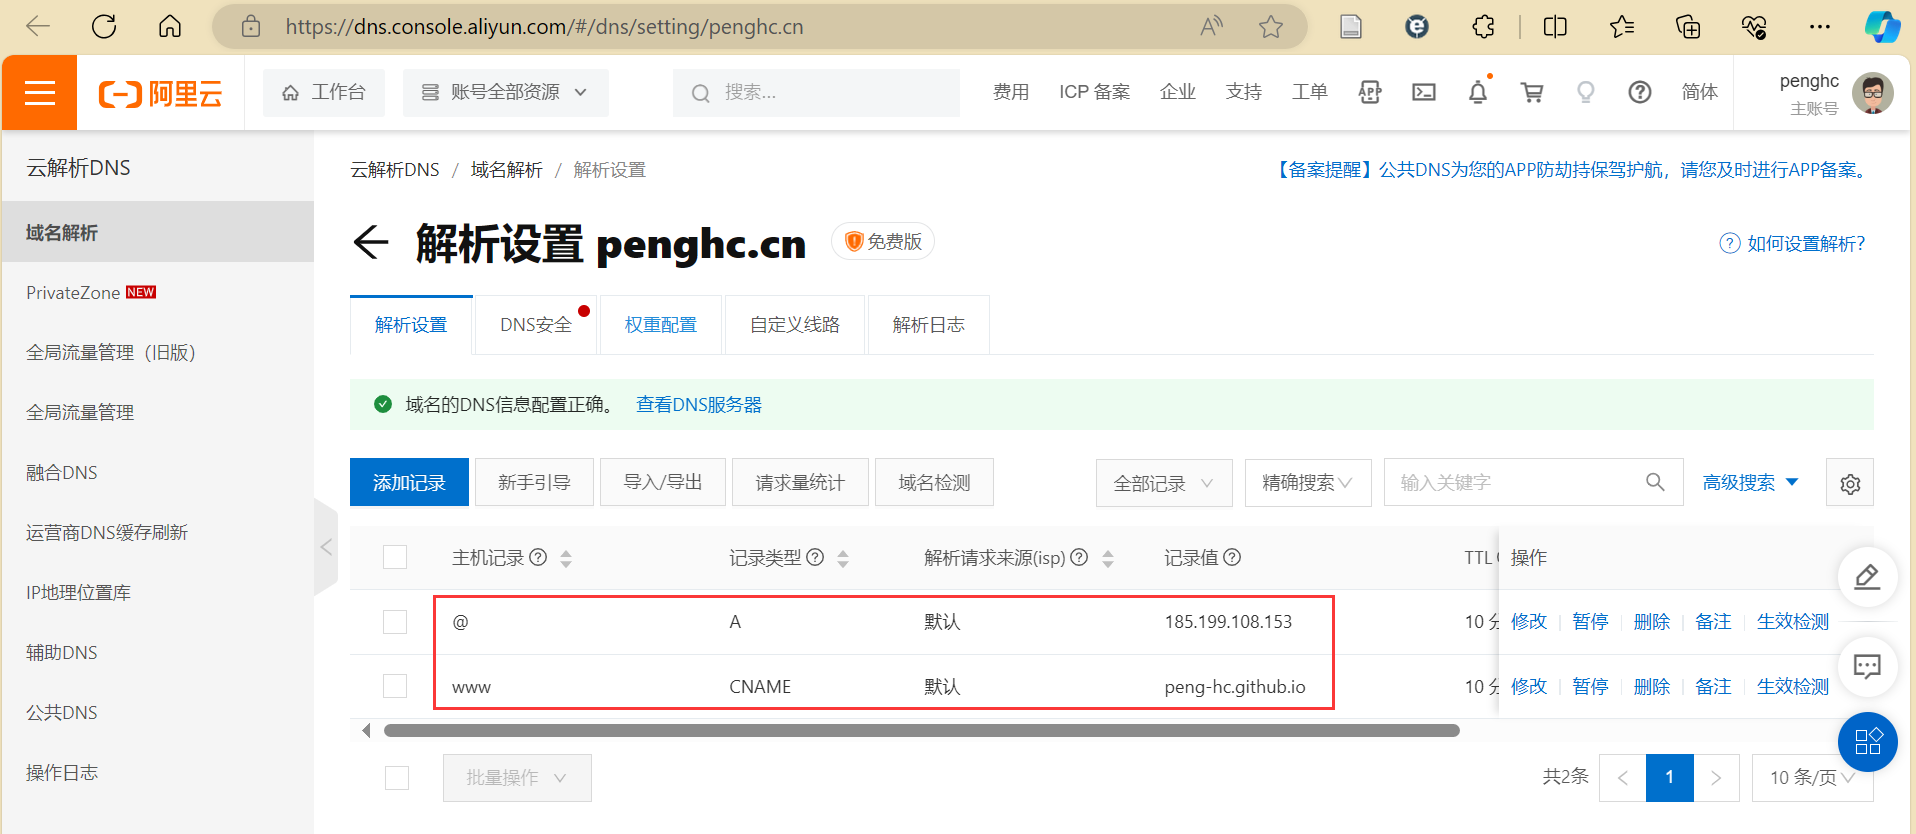 https://dns.console.aliyun.com/#/dns/setting/penghc.cn
阿里云
工作台
账号全部资源
搜索...
费用
ICP 备案
企业
支持
工单
APP
简体
penghc
主账号
云解析DNS
域名解析
PrivateZone NEW
全局流量管理（旧版）
全局流量管理
融合DNS
运营商DNS缓存刷新
IP地理位置库
辅助DNS
公共DNS
操作日志
云解析DNS / 域名解析 / 解析设置
【备案提醒】公共DNS为您的APP防劫持保驾护航，请您及时进行APP备案。
解析设置 penghc.cn
免费版
如何设置解析?
解析设置
DNS安全
权重配置
自定义线路
解析日志
域名的DNS信息配置正确。 查看DNS服务器
添加记录
新手引导
导入/导出
请求量统计
域名检测
全部记录
精确搜索
输入关键字
高级搜索
主机记录 记录类型 解析请求来源(isp) 记录值 TTL 操作
@ A 默认 185.199.108.153 10 分 修改 暂停 删除 备注 生效检测
www CNAME 默认 peng-hc.github.io 10 分 修改 暂停 删除 备注 生效检测
批量操作
共2条
1
10 条/页